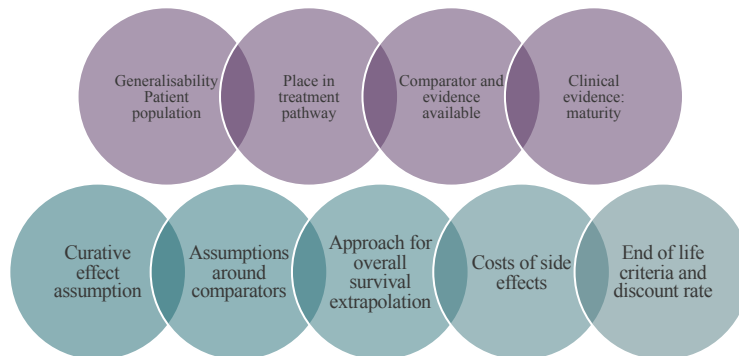 Generalisability
Patient
population
Place in
treatment
pathway
Comparator and
evidence
available
Clinical
evidence:
maturity
Curative
effect
assumption
Assumptions
around
comparators
Approach for
overall
survival
extrapolation
Costs of side
effects
End of life
criteria and
discount rate